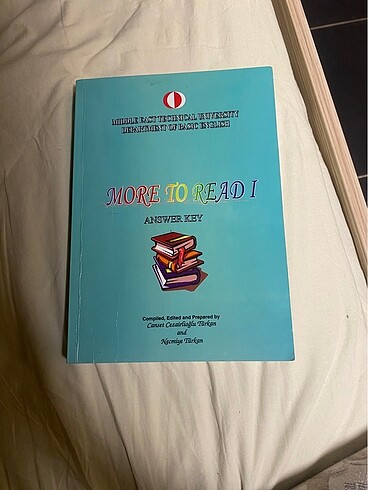 MIDDLE EAST TECHNICAL UNIVERSITY
DEPARTMENT OF BASIC ENGLISH
MORE TO READ I
ANSWER KEY
Compiled, Edited and Prepared by
Canset Cezairlioğlu Türkan
and
Necmiye Türkan